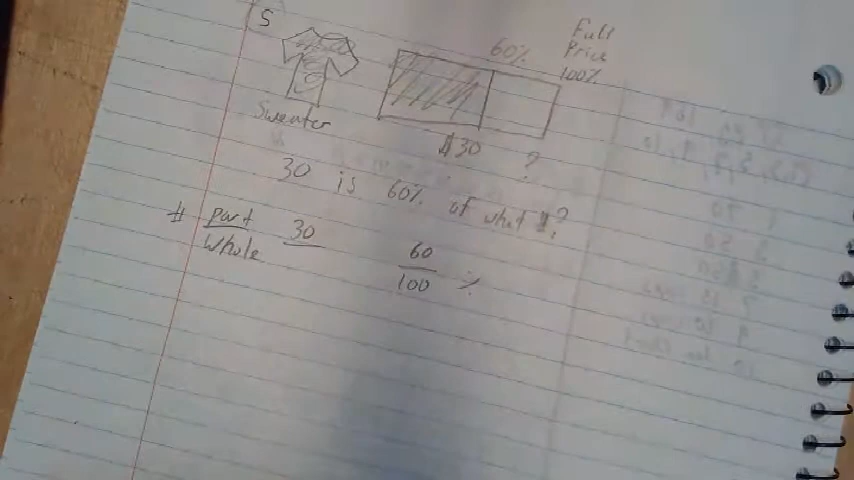 5
Full
Price
100%
60%
Sweater
$30
?
30 is 60% of what #?
# Part 30
Whole
60
100 %